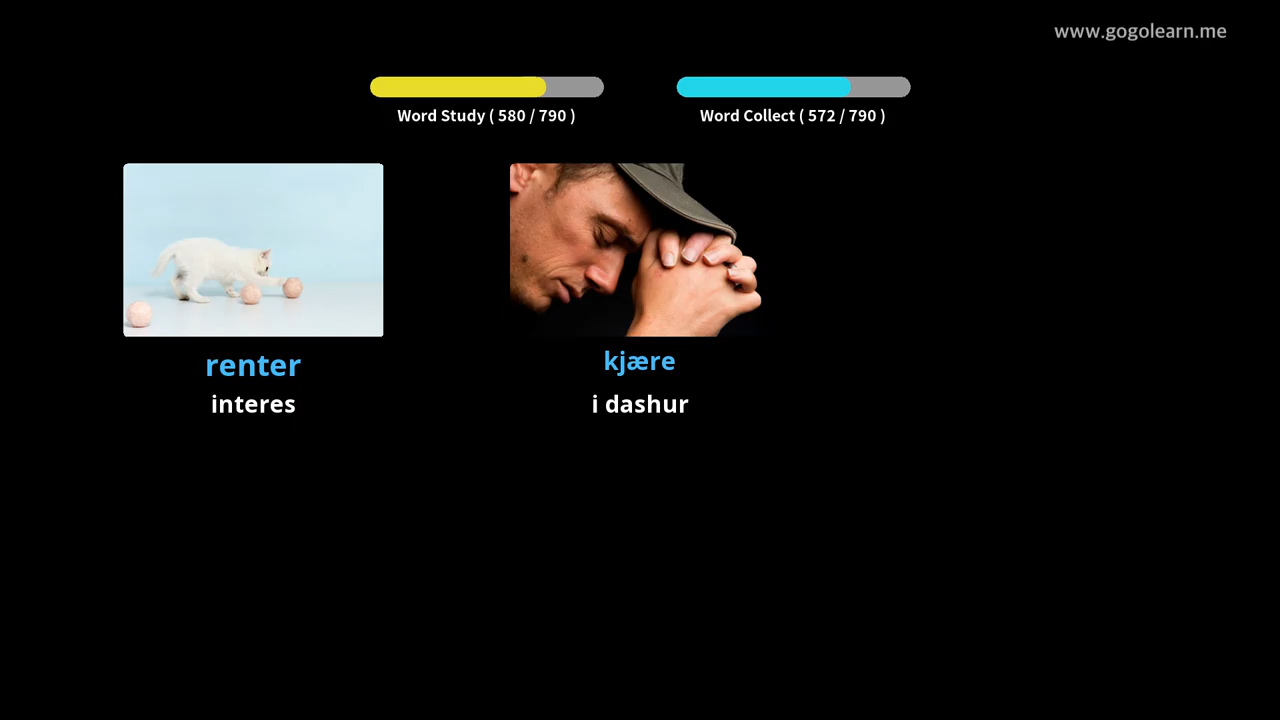 www.gogolearn.me
Word Study ( 580 / 790 )
Word Collect ( 572 / 790 )
renter
interes
kjære
i dashur